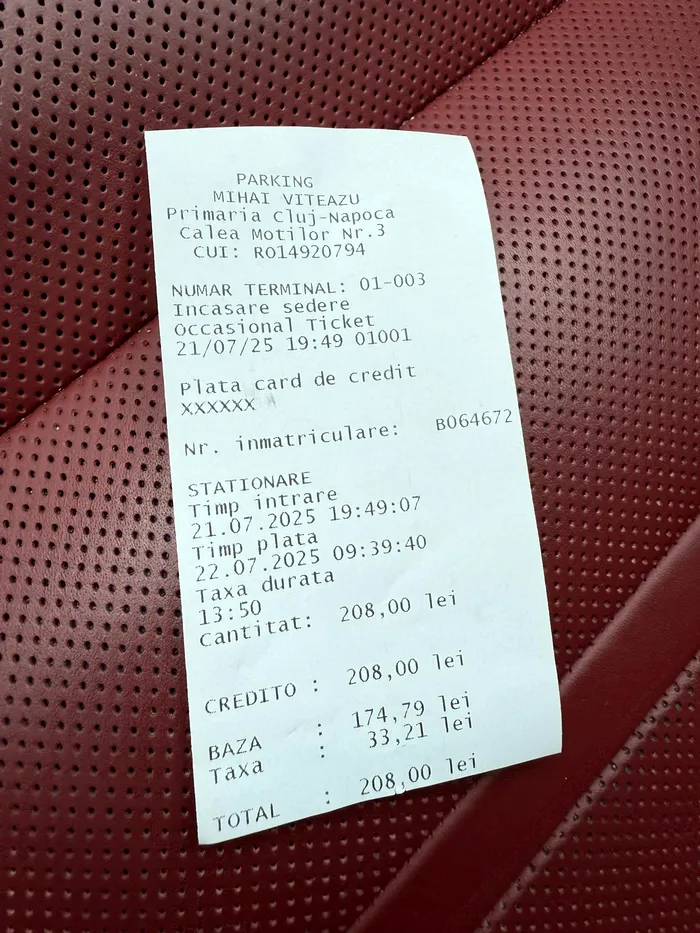 PARKING
MIHAI VITEAZU
Primaria Cluj-Napoca
Calea Motilor Nr.3
CUI: RO14920794
NUMAR TERMINAL: 01-003
Incasare sedere
Occasional Ticket
21/07/25 19:49 01001
Plata card de credit
XXXXXX
Nr. inmatriculare: B064672
STATIONARE
Timp intrare
21.07.2025 19:49:07
Timp plata
22.07.2025 09:39:40
Taxa durata
13:50
Cantitat: 208,00 lei
CREDITO : 208,00 lei
BAZA : 174,79 lei
Taxa : 33,21 lei
TOTAL : 208,00 lei